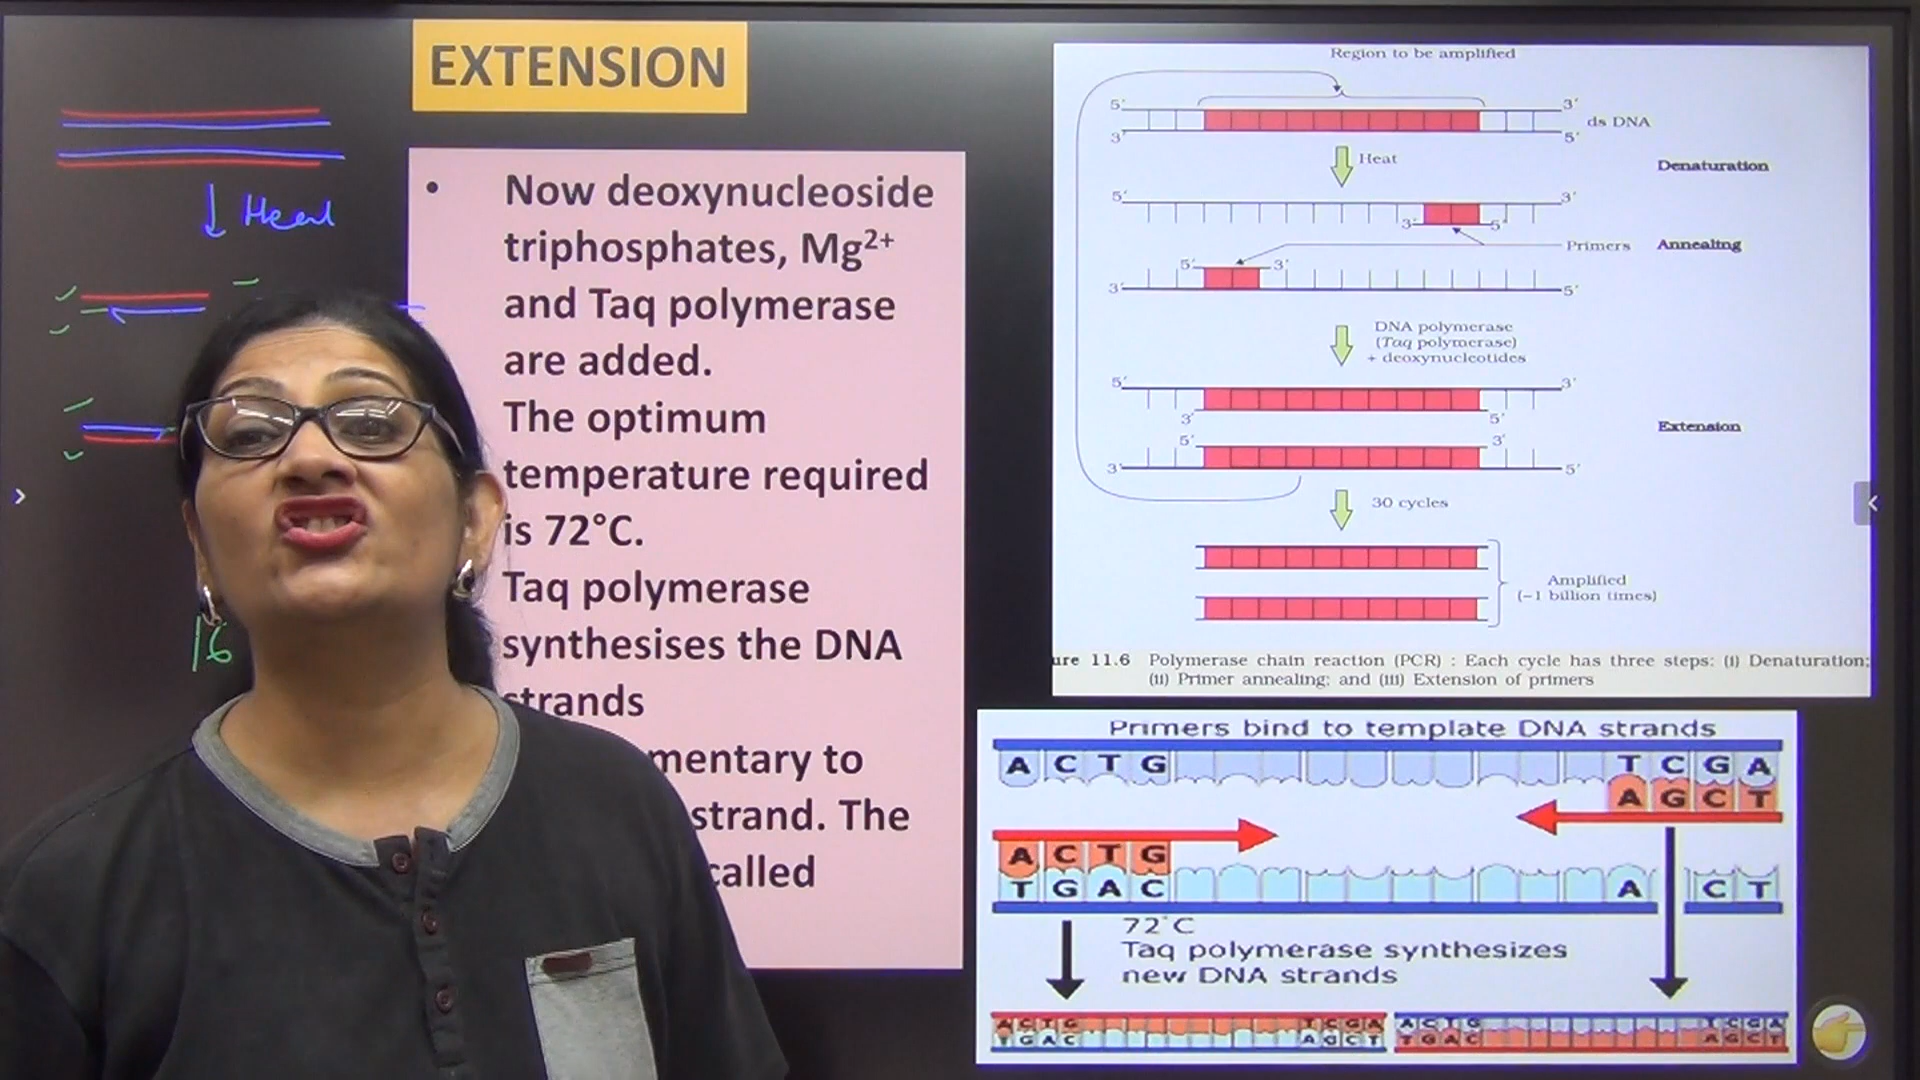 EXTENSION
Heat
16
• Now deoxynucleoside
triphosphates, Mg²⁺
and Taq polymerase
are added.
The optimum
temperature required
is 72°C.
Taq polymerase
synthesises the DNA
strands
mentary to
strand. The
called
Region to be amplified
5′ 3′
ds DNA
3′ 5′
Heat
Denaturation
5′ 3′
3′ 5′
Primers Annealing
5′ 3′
3′ 5′
DNA polymerase
(Taq polymerase)
+ deoxynucleotides
5′ 3′
3′ 5′
Extension
5′ 3′
3′ 5′
30 cycles
Amplified
(~1 billion times)
ure 11.6 Polymerase chain reaction (PCR) : Each cycle has three steps: (i) Denaturation;
(ii) Primer annealing; and (iii) Extension of primers
Primers bind to template DNA strands
A C T G T C G A
A G C T
A C T G
T G A C A C T
72°C
Taq polymerase synthesizes
new DNA strands
A C T G T C G A A C T G T C G A
T G A C A G C T T G A C A G C T